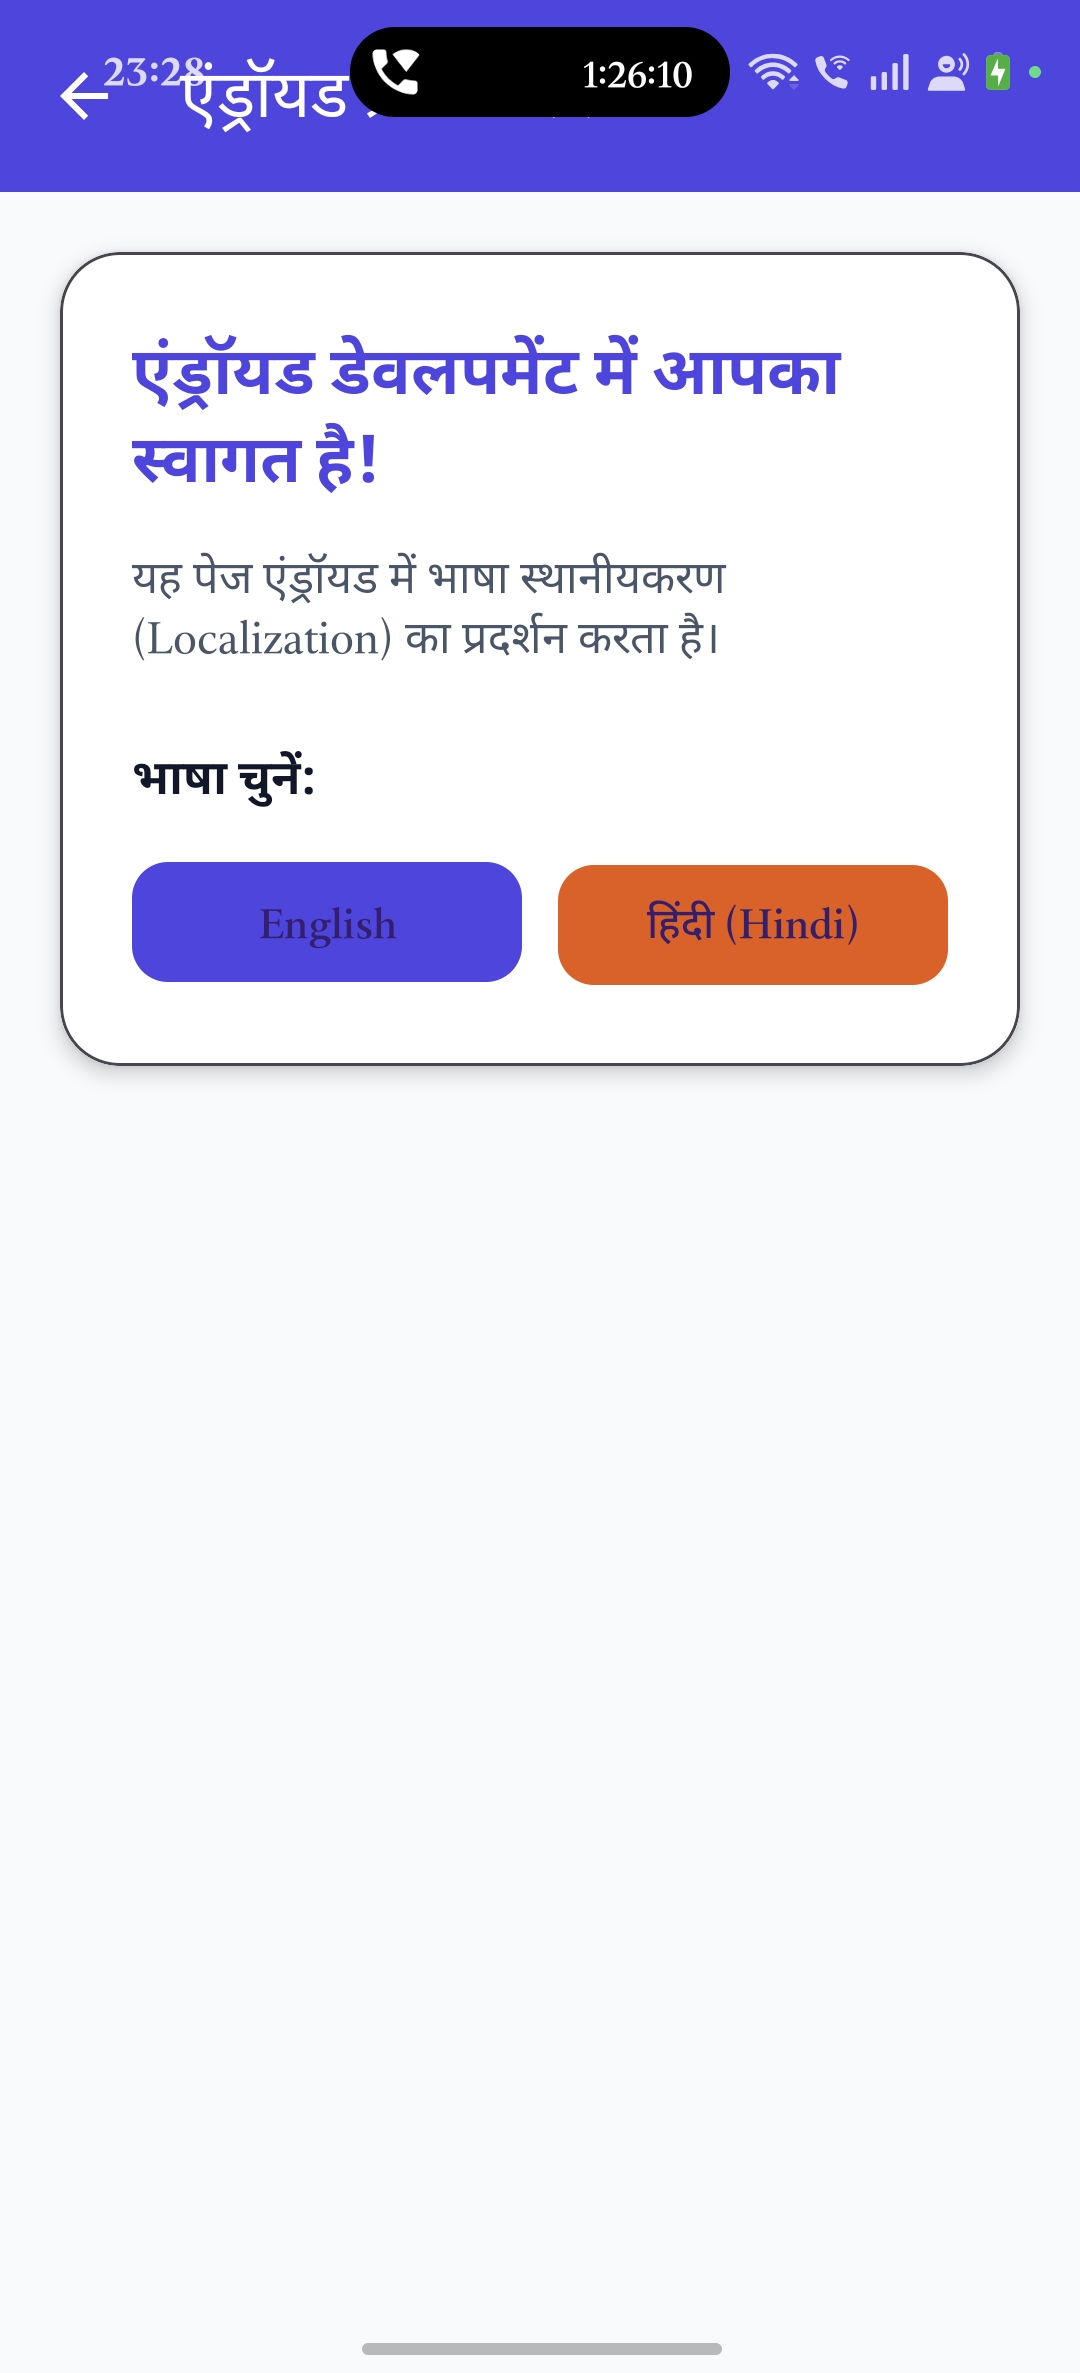 23:28
1:26:10
एंड्रॉयड
एंड्रॉयड डेवलपमेंट में आपका
स्वागत है!
यह पेज एंड्रॉयड में भाषा स्थानीयकरण
(Localization) का प्रदर्शन करता है।
भाषा चुनें:
English
हिंदी (Hindi)